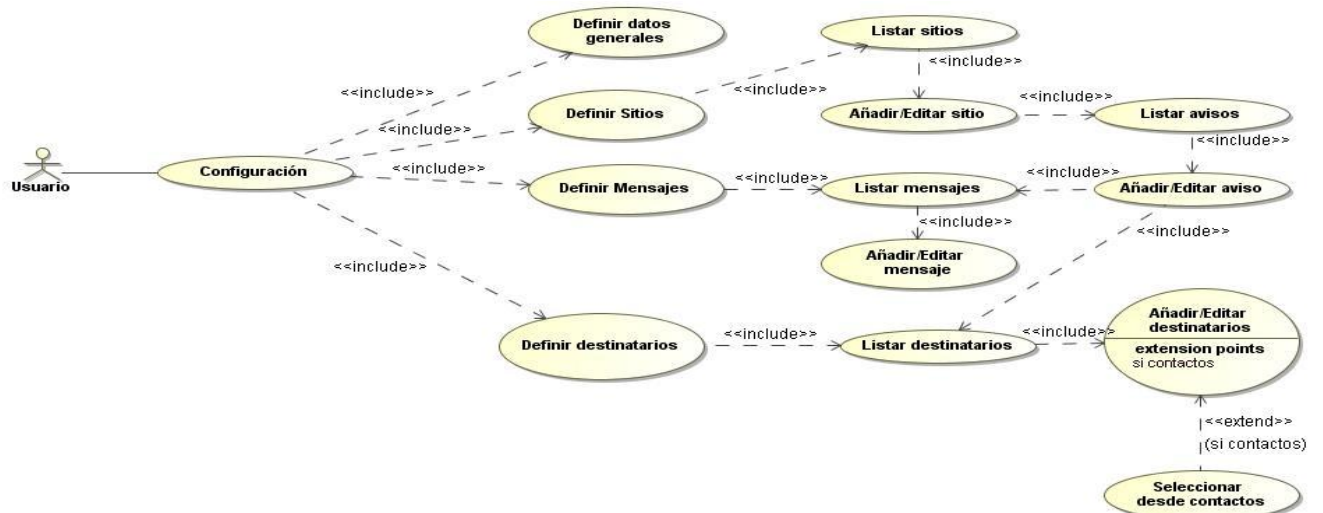 Definir datos
generales
Listar sitios
<<include>>
<<include>>
<<include>>
<<include>>
Definir Sitios
Añadir/Editar sitio
Listar avisos
<<include>>
<<include>>
Usuario
Configuración
<<include>>
Definir Mensajes
<<include>>
Listar mensajes
<<include>>
Añadir/Editar aviso
<<include>>
<<include>>
Añadir/Editar
mensaje
<<include>>
Definir destinatarios
<<include>>
Listar destinatarios
<<include>>
Añadir/Editar
destinatarios
extension points
si contactos
<<extend>>
(si contactos)
Seleccionar
desde contactos